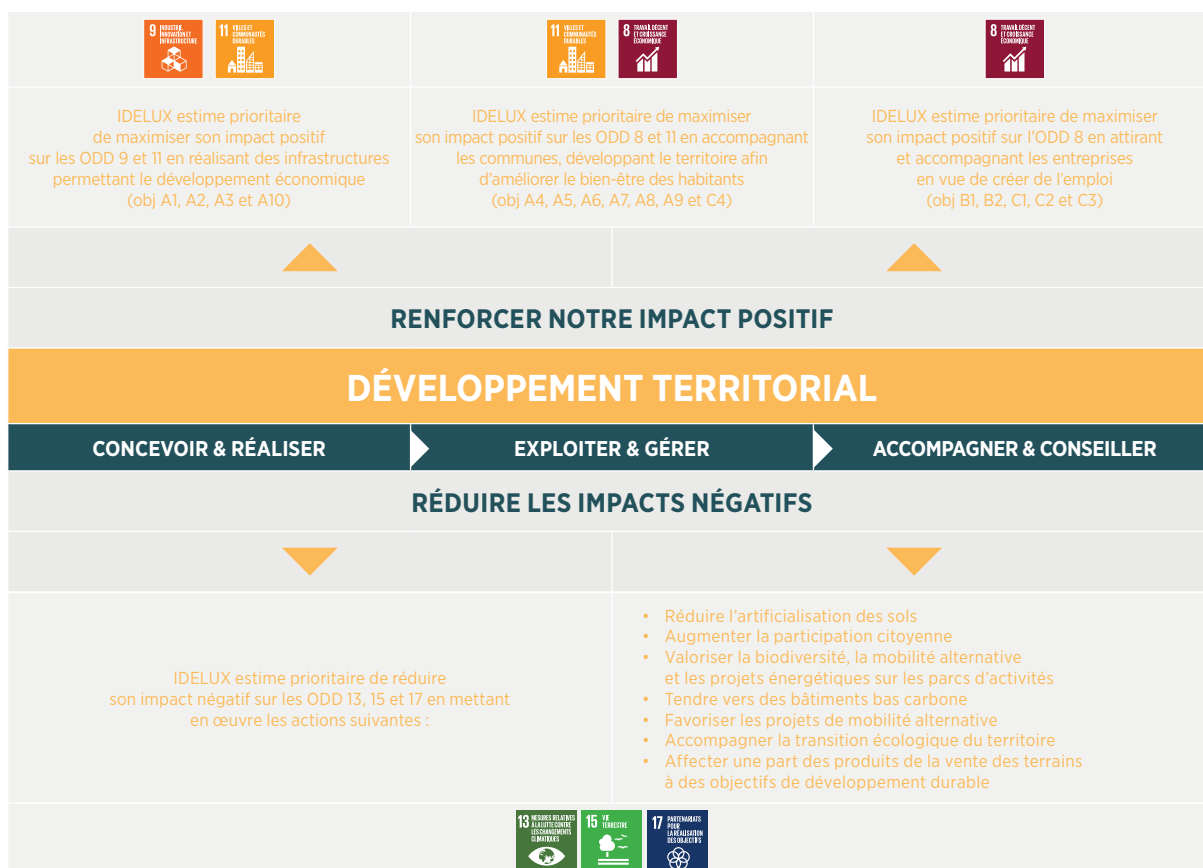 9 INDUSTRIE,
INNOVATION ET
INFRASTRUCTURE
11 VILLES ET
COMMUNAUTÉS
DURABLES
11 VILLES ET
COMMUNAUTÉS
DURABLES
8 TRAVAIL DÉCENT
ET CROISSANCE
ÉCONOMIQUE
8 TRAVAIL DÉCENT
ET CROISSANCE
ÉCONOMIQUE
IDELUX estime prioritaire
de maximiser son impact positif
sur les ODD 9 et 11 en réalisant des infrastructures
permettant le développement économique
(obj A1, A2, A3 et A10)
IDELUX estime prioritaire de maximiser
son impact positif sur les ODD 8 et 11 en accompagnant
les communes, développant le territoire afin
d’améliorer le bien-être des habitants
(obj A4, A5, A6, A7, A8, A9 et C4)
IDELUX estime prioritaire de maximiser
son impact positif sur l’ODD 8 en attirant
et accompagnant les entreprises
en vue de créer de l’emploi
(obj B1, B2, C1, C2 et C3)
RENFORCER NOTRE IMPACT POSITIF
DÉVELOPPEMENT TERRITORIAL
CONCEVOIR & RÉALISER
EXPLOITER & GÉRER
ACCOMPAGNER & CONSEILLER
RÉDUIRE LES IMPACTS NÉGATIFS
IDELUX estime prioritaire de réduire
son impact négatif sur les ODD 13, 15 et 17 en mettant
en œuvre les actions suivantes :
• Réduire l’artificialisation des sols
• Augmenter la participation citoyenne
• Valoriser la biodiversité, la mobilité alternative
et les projets énergétiques sur les parcs d’activités
• Tendre vers des bâtiments bas carbone
• Favoriser les projets de mobilité alternative
• Accompagner la transition écologique du territoire
• Affecter une part des produits de la vente des terrains
à des objectifs de développement durable
13 MESURES RELATIVES
À LA LUTTE CONTRE
LES CHANGEMENTS
CLIMATIQUES
15 VIE
TERRESTRE
17 PARTENARIATS
POUR
LA RÉALISATION
DES OBJECTIFS